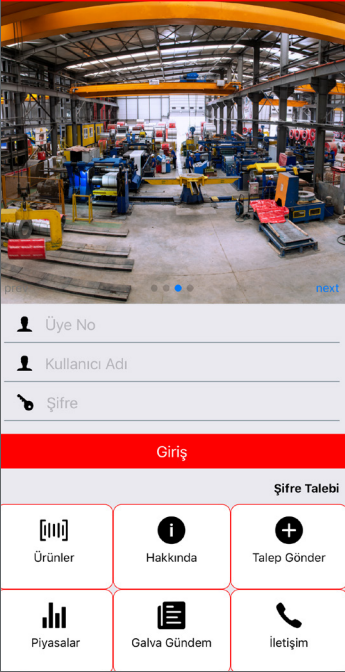 prev
next
Üye No
Kullanıcı Adı
Şifre
Giriş
Şifre Talebi
Ürünler
Hakkında
Talep Gönder
Piyasalar
Galva Gündem
İletişim